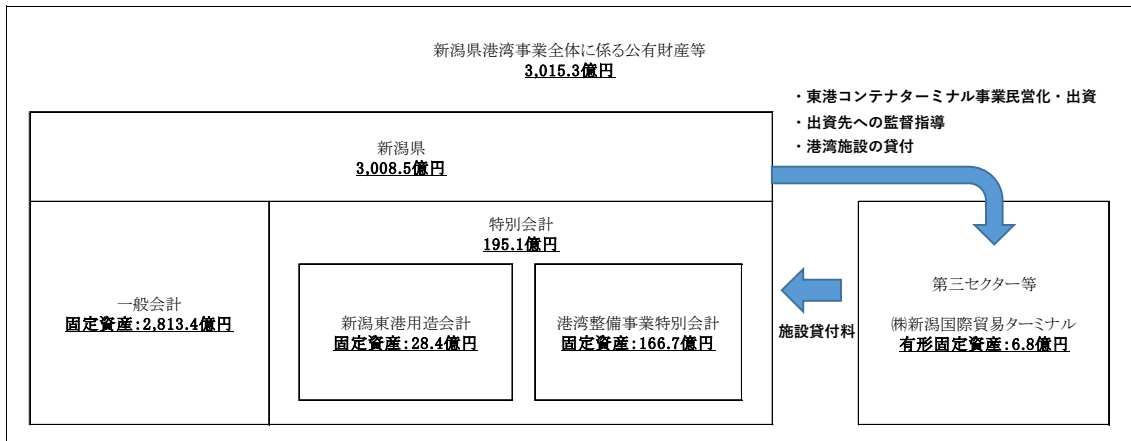 新潟県港湾事業全体に係る公有財産等
3,015.3億円
・東港コンテナターミナル事業民営化・出資
・出資先への監督指導
・港湾施設の貸付
新潟県
3,008.5億円
特別会計
195.1億円
一般会計
固定資産:2,813.4億円
新潟東港用造会計
固定資産:28.4億円
港湾整備事業特別会計
固定資産:166.7億円
施設貸付料
第三セクター等
㈱新潟国際貿易ターミナル
有形固定資産:6.8億円